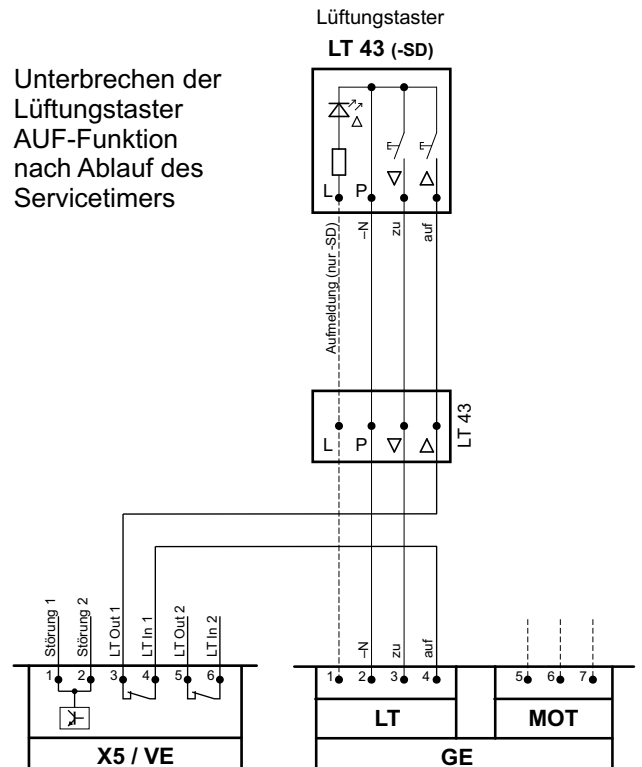 Lüftungstaster
LT 43 (-SD)
Unterbrechen der
Lüftungstaster
AUF-Funktion
nach Ablauf des
Servicetimers
L P
Aufmeldung (nur -SD)
–N
zu
auf
L P
LT 43
Störung 1
Störung 2
LT Out 1
LT In 1
LT Out 2
LT In 2
–N
zu
auf
1 2 3 4 5 6
1 2 3 4
5 6 7
LT
MOT
X5 / VE
GE